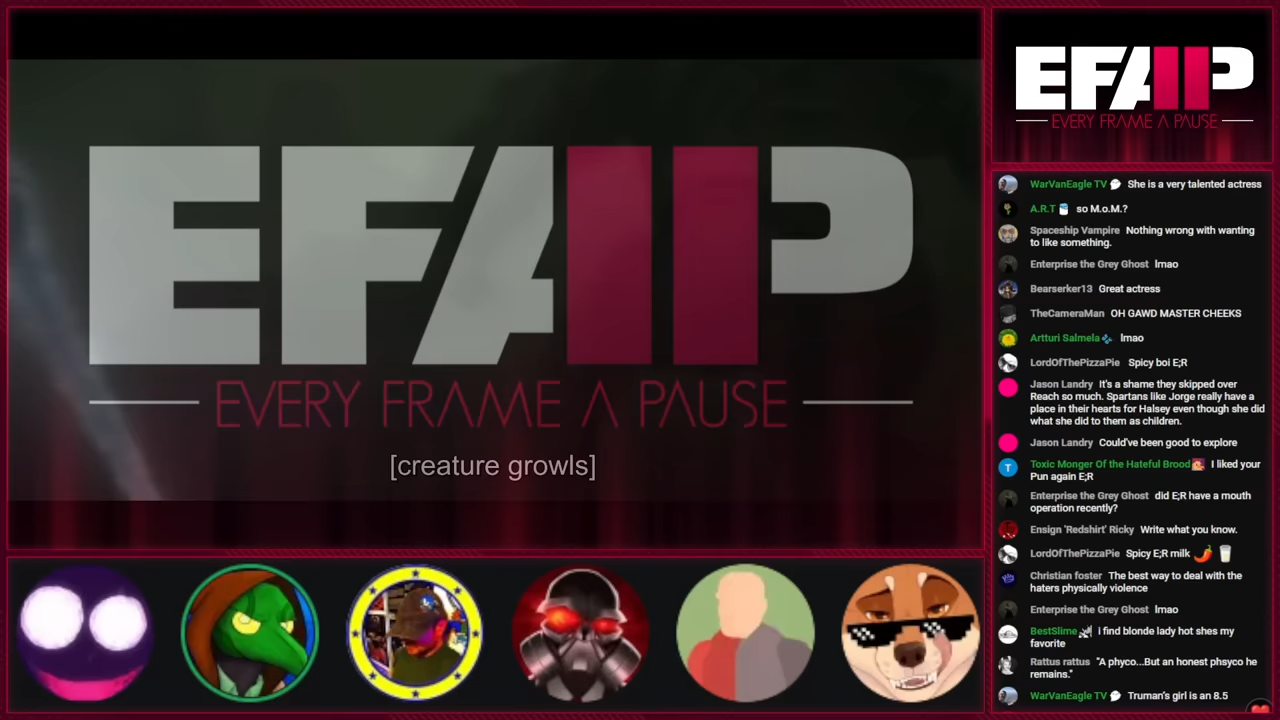 EFAP
EVERY FRAME A PAUSE
[creature growls]
EFAP
EVERY FRAME A PAUSE
WarVanEagle TV She is a very talented actress
A.R.T so M.o.M.?
Spaceship Vampire Nothing wrong with wanting
to like something.
Enterprise the Grey Ghost lmao
Bearserker13 Great actress
TheCameraMan OH GAWD MASTER CHEEKS
Artturi Salmela lmao
LordOfThePizzaPie Spicy boi E;R
Jason Landry It's a shame they skipped over
Reach so much. Spartans like Jorge really have a
place in their hearts for Halsey even though she did
what she did to them as children.
Jason Landry Could've been good to explore
T
Toxic Monger Of the Hateful Brood I liked your
Pun again E;R
Enterprise the Grey Ghost did E;R have a mouth
operation recently?
Ensign 'Redshirt' Ricky Write what you know.
LordOfThePizzaPie Spicy E;R milk 🌶️ 🥛
Christian foster The best way to deal with the
haters physically violence
Enterprise the Grey Ghost lmao
BestSlime i find blonde lady hot shes my
favorite
Rattus rattus "A phyco...But an honest phsyco he
remains."
WarVanEagle TV Truman's girl is an 8.5